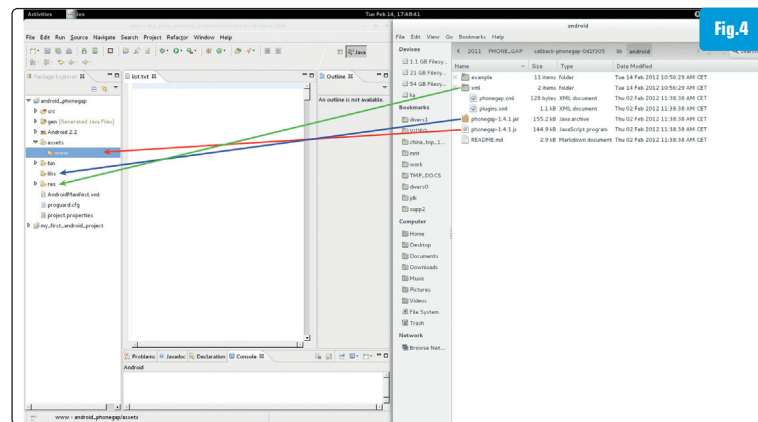 Activities
Tue Feb 14, 17:48:41
Fig.4
File Edit Run Source Navigate Search Project Refactor Window Help
Java
Package Explorer
list.txt
Outline
An outline is not available.
android_phonegap
src
gen [Generated Java Files]
Android 2.2
assets
www
bin
libs
res
AndroidManifest.xml
proguard.cfg
project.properties
my_first_android_project
Problems
Javadoc
Declaration
Console
Android
www - android_phonegap/assets
android
File Edit View Go Bookmarks Help
Devices
2011
PHONE_GAP
callback-phonegap-0d1f305
lib
android
1.1 GB Filesy...
21 GB Filesy...
54 GB Filesy...
ka
Bookmarks
divers1
VIDEO
china_top_1...
mnt
work
TMP_DOCS
divers0
jdk
supp2
Computer
Home
Desktop
Documents
Downloads
Music
Pictures
Videos
File System
Trash
Network
Browse Net...
Name Size Type Date Modified
example 11 items folder Tue 14 Feb 2012 10:56:29 AM CET
xml 2 items folder Tue 14 Feb 2012 10:56:29 AM CET
phonegap.xml 128 bytes XML document Thu 02 Feb 2012 11:38:38 AM CET
plugins.xml 1.1 kB XML document Thu 02 Feb 2012 11:38:38 AM CET
phonegap-1.4.1.jar 155.2 kB Java archive Thu 02 Feb 2012 11:38:38 AM CET
phonegap-1.4.1.js 144.9 kB JavaScript program Thu 02 Feb 2012 11:38:38 AM CET
README.md 2.9 kB Markdown document Thu 02 Feb 2012 11:38:38 AM CET